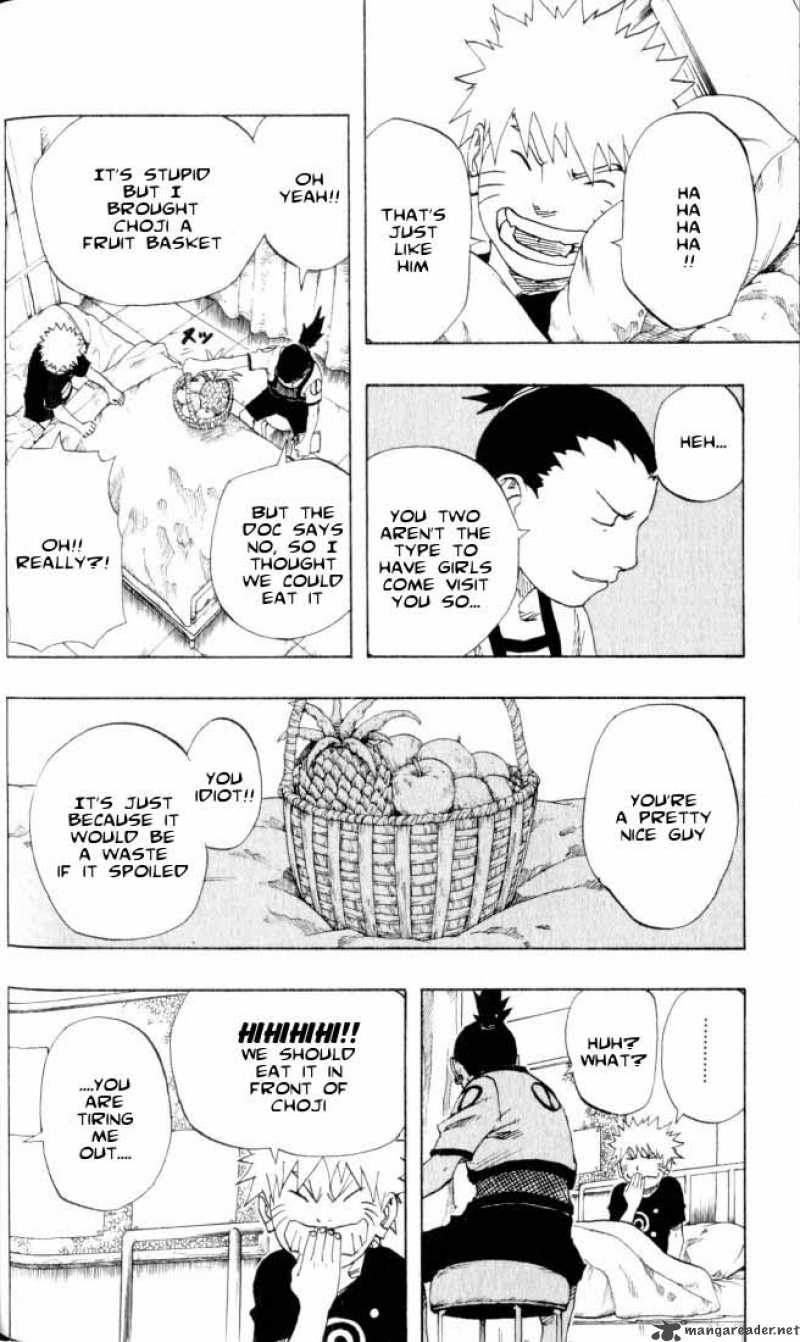 HA
HA
HA
HA
!!
THAT'S
JUST
LIKE
HIM
OH
YEAH!!
IT'S STUPID
BUT I
BROUGHT
CHOJI A
FRUIT BASKET
ヌッ
BUT THE
DOC SAYS
NO, SO I
THOUGHT
WE COULD
EAT IT
OH!!
REALLY?!
HEH...
YOU TWO
AREN'T THE
TYPE TO
HAVE GIRLS
COME VISIT
YOU SO...
YOU'RE
A PRETTY
NICE GUY
YOU
IDIOT!!
IT'S JUST
BECAUSE IT
WOULD BE
A WASTE
IF IT SPOILED
.........
HUH?
WHAT?
HIHIHIHI!!
WE SHOULD
EAT IT IN
FRONT OF
CHOJI
....YOU
ARE
TIRING
ME
OUT....
mangareader.net